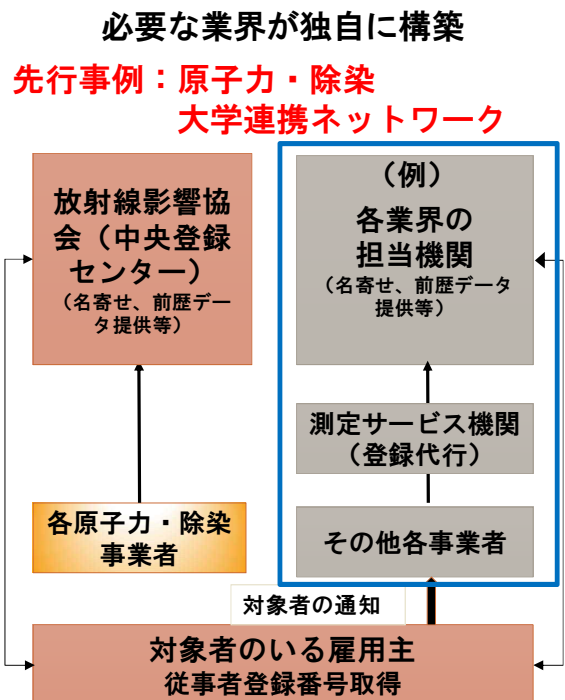 必要な業界が独自に構築
先行事例：原子力・除染
大学連携ネットワーク
放射線影響協
会（中央登録
センター）
（名寄せ、前歴デー
タ提供等）
（例）
各業界の
担当機関
（名寄せ、前歴データ
提供等）
測定サービス機関
（登録代行）
各原子力・除染
事業者
その他各事業者
対象者の通知
対象者のいる雇用主
従事者登録番号取得